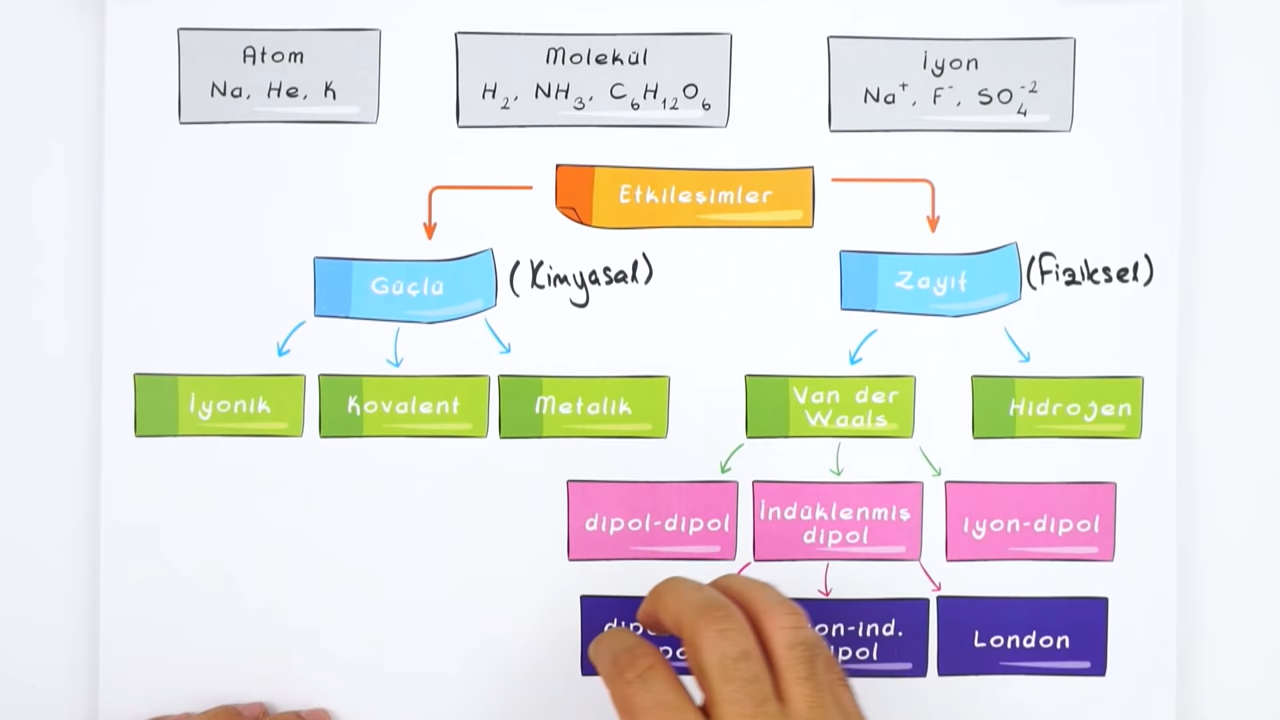 Atom
Na, He, K
Molekül
H₂, NH₃, C₆H₁₂O₆
İyon
Na⁺, F⁻, SO₄⁻²
Etkileşimler
Güçlü
(Kimyasal)
Zayıf
(Fiziksel)
İyonik
Kovalent
Metalik
Van der
Waals
Hidrojen
dipol-dipol
İndüklenmiş
dipol
iyon-dipol
London